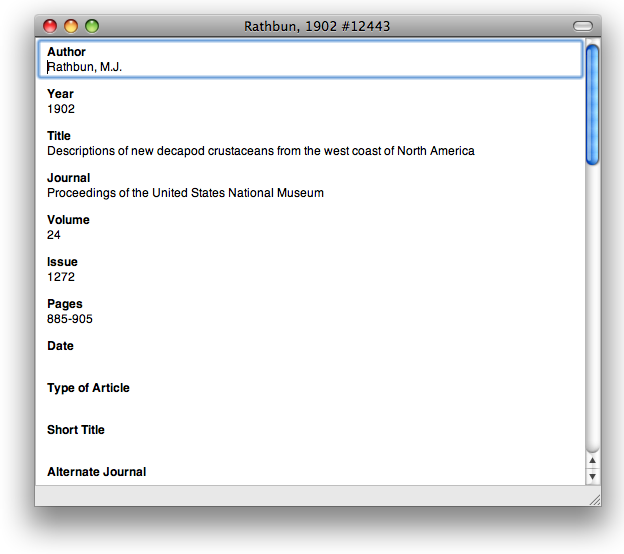 Rathbun, 1902 #12443
Author
Rathbun, M.J.
Year
1902
Title
Descriptions of new decapod crustaceans from the west coast of North America
Journal
Proceedings of the United States National Museum
Volume
24
Issue
1272
Pages
885-905
Date
Type of Article
Short Title
Alternate Journal